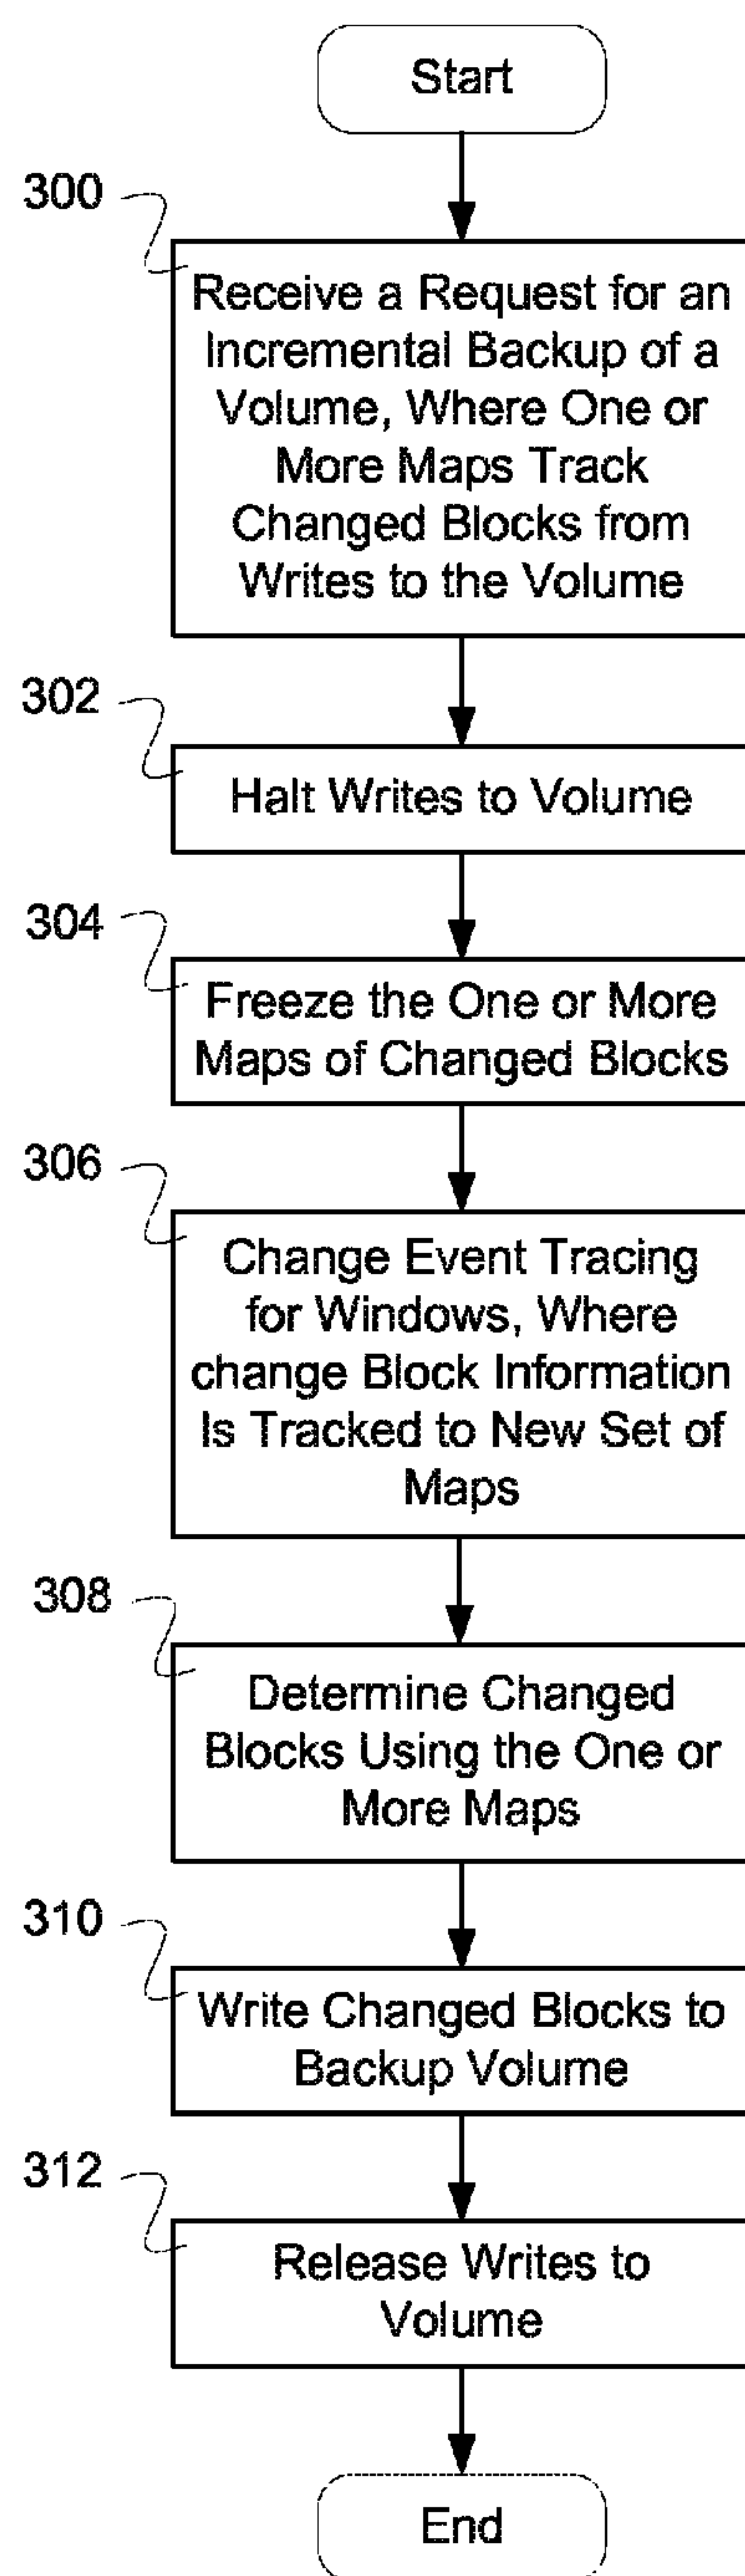 Start
300
Receive a Request for an
Incremental Backup of a
Volume, Where One or
More Maps Track
Changed Blocks from
Writes to the Volume
302
Halt Writes to Volume
304
Freeze the One or More
Maps of Changed Blocks
306
Change Event Tracing
for Windows, Where
change Block Information
Is Tracked to New Set of
Maps
308
Determine Changed
Blocks Using the One or
More Maps
310
Write Changed Blocks to
Backup Volume
312
Release Writes to
Volume
End